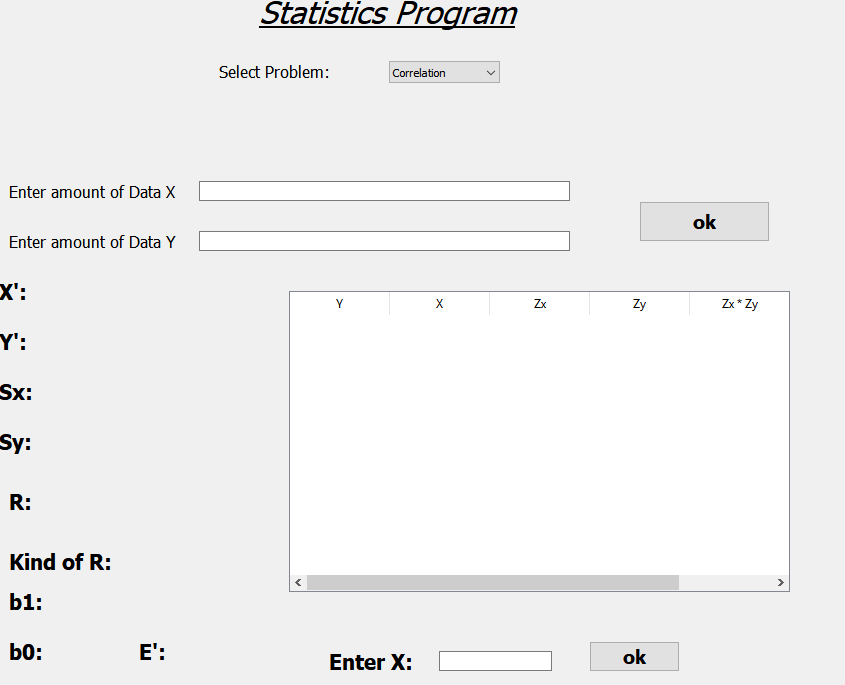 Statistics Program
Select Problem: Correlation
Enter amount of Data X
ok
Enter amount of Data Y
X':
Y X Zx Zy Zx * Zy
Y':
Sx:
Sy:
R:
Kind of R:
b1:
b0: E': Enter X: ok